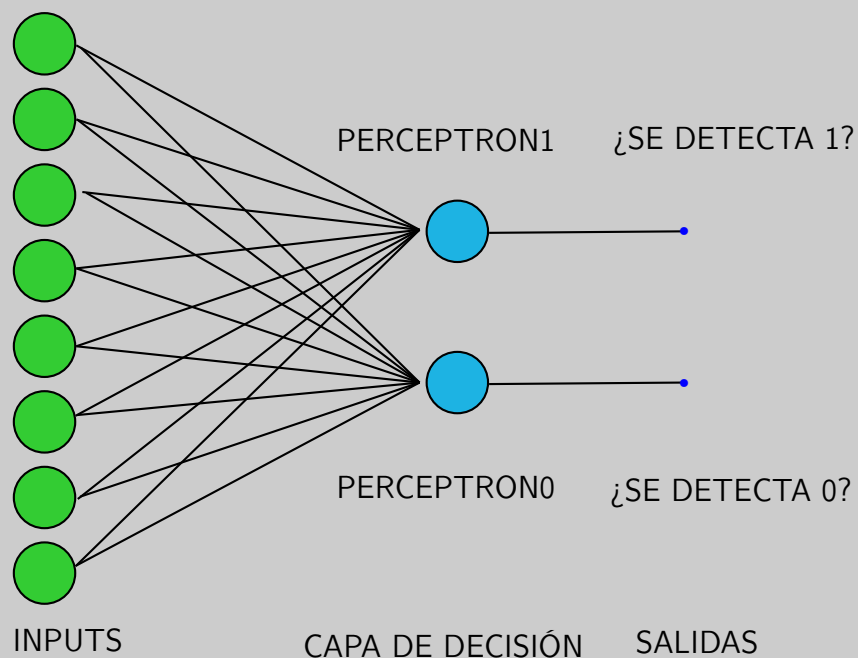 PERCEPTRON1
¿SE DETECTA 1?
PERCEPTRON0
¿SE DETECTA 0?
INPUTS
CAPA DE DECISIÓN
SALIDAS